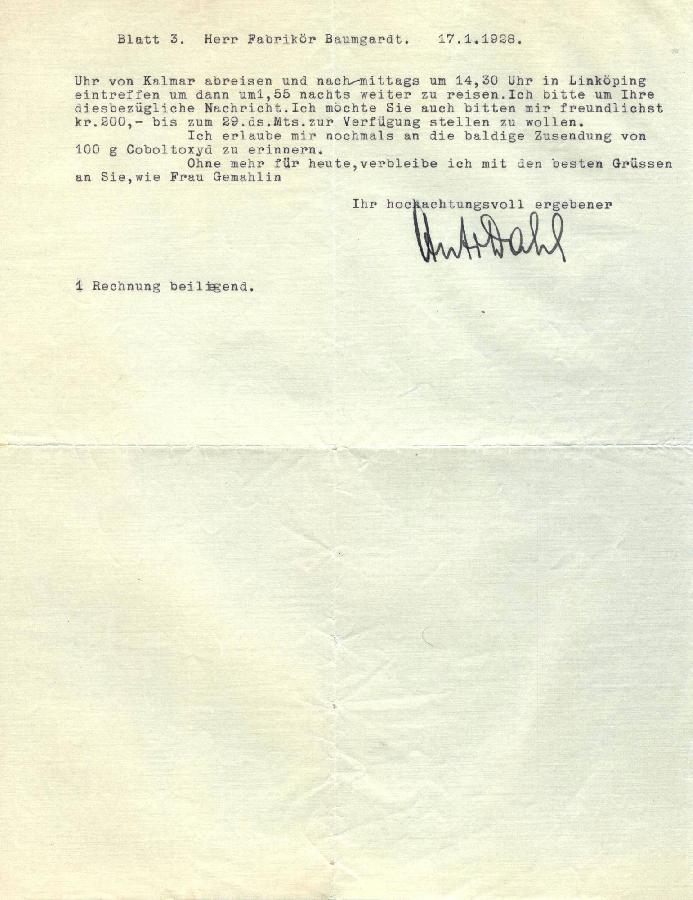 Blatt 3. Herr Fabrikör Baumgardt. 17.1.1928.
Uhr von Kalmar abreisen und nach mittags um 14,30 Uhr in Linköping
eintreffen um dann um1,55 nachts weiter zu reisen.Ich bitte um Ihre
diesbezügliche Nachricht.Ich möchte Sie auch bitten mir freundlichst
kr.200,- bis zum 29.ds.Mts.zur Verfügung stellen zu wollen.
Ich erlaube mir nochmals an die baldige Zusendung von
100 g Coboltoxyd zu erinnern.
Ohne mehr für heute,verbleibe ich mit den besten Grüssen
an Sie,wie Frau Gemahlin
Ihr hochachtungsvoll ergebener
Dahl
1 Rechnung beiliegend.